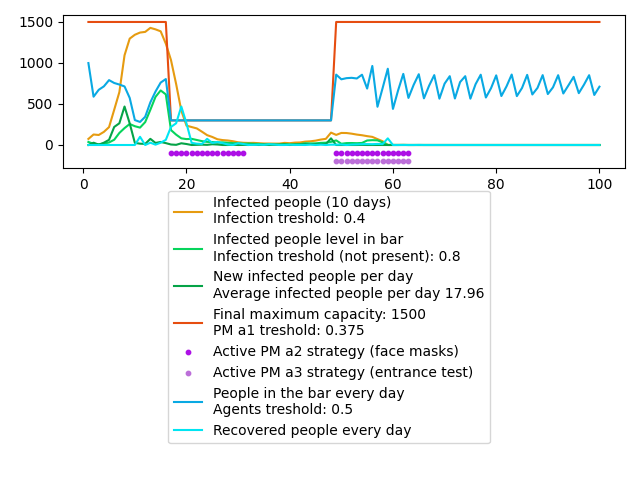 1500
1000
500
0
0 20 40 60 80 100
Infected people (10 days)
Infection treshold: 0.4
Infected people level in bar
Infection treshold (not present): 0.8
New infected people per day
Average infected people per day 17.96
Final maximum capacity: 1500
PM a1 treshold: 0.375
Active PM a2 strategy (face masks)
Active PM a3 strategy (entrance test)
People in the bar every day
Agents treshold: 0.5
Recovered people every day